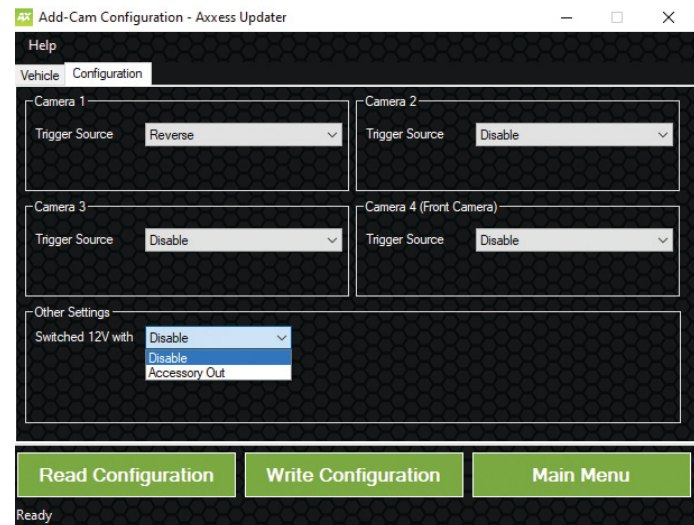 AX Add-Cam Configuration - Axxess Updater
Help
Vehicle Configuration
Camera 1
Trigger Source Reverse
Camera 2
Trigger Source Disable
Camera 3
Trigger Source Disable
Camera 4 (Front Camera)
Trigger Source Disable
Other Settings
Switched 12V with Disable
Disable
Accessory Out
Read Configuration Write Configuration Main Menu
Ready